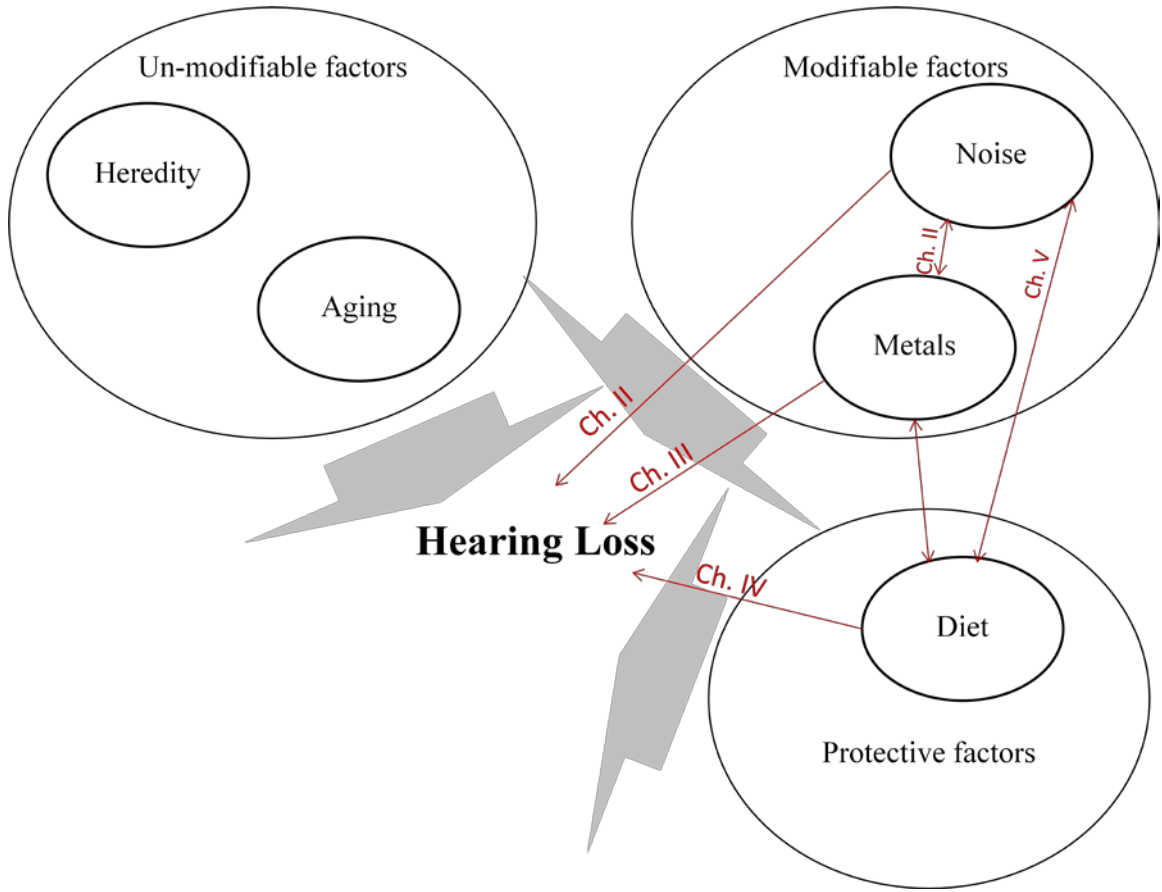 Un-modifiable factors
Heredity
Aging
Modifiable factors
Noise
Ch. II
Ch. V
Metals
Ch. II
Ch. III
Hearing Loss
Ch. IV
Diet
Protective factors